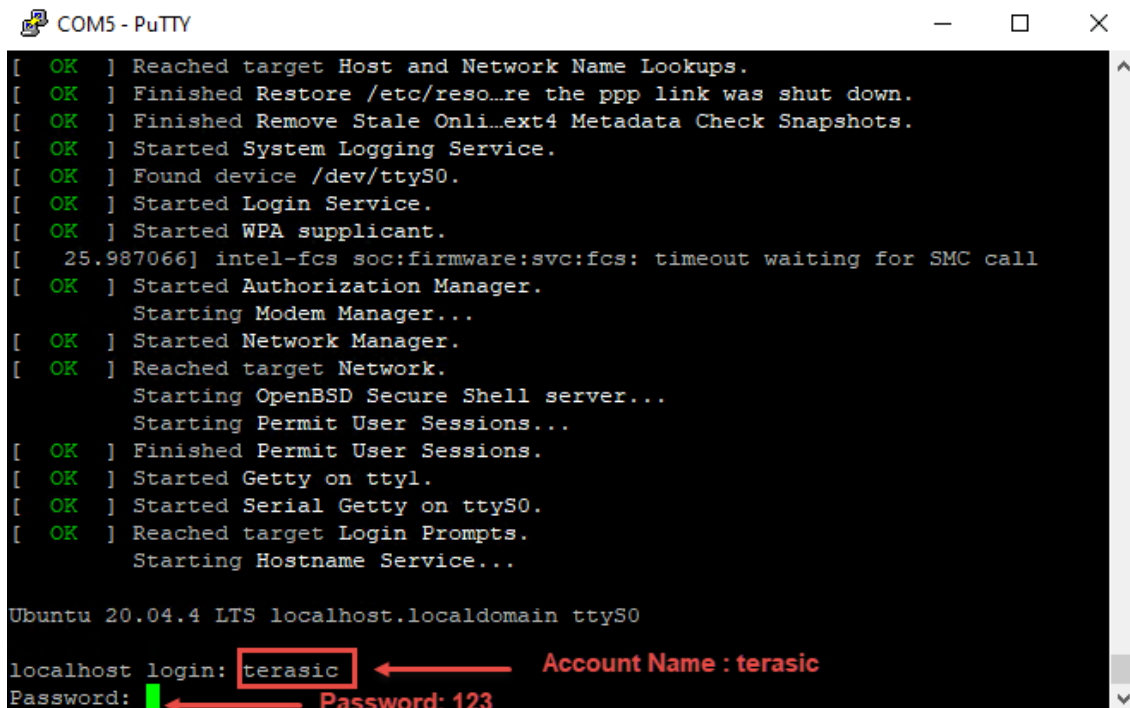 COM5 - PuTTY
[  OK  ] Reached target Host and Network Name Lookups.
[  OK  ] Finished Restore /etc/reso…re the ppp link was shut down.
[  OK  ] Finished Remove Stale Onli…ext4 Metadata Check Snapshots.
[  OK  ] Started System Logging Service.
[  OK  ] Found device /dev/ttyS0.
[  OK  ] Started Login Service.
[  OK  ] Started WPA supplicant.
[   25.987066] intel-fcs soc:firmware:svc:fcs: timeout waiting for SMC call
[  OK  ] Started Authorization Manager.
Starting Modem Manager...
[  OK  ] Started Network Manager.
[  OK  ] Reached target Network.
Starting OpenBSD Secure Shell server...
Starting Permit User Sessions...
[  OK  ] Finished Permit User Sessions.
[  OK  ] Started Getty on tty1.
[  OK  ] Started Serial Getty on ttyS0.
[  OK  ] Reached target Login Prompts.
Starting Hostname Service...
Ubuntu 20.04.4 LTS localhost.localdomain ttyS0
localhost login: terasic Account Name : terasic
Password: Password: 123